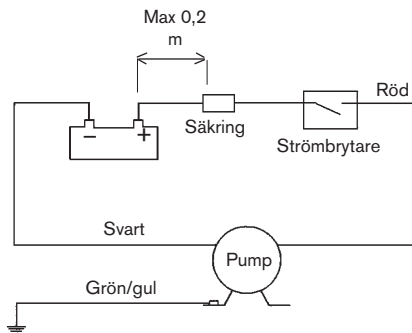 Max 0,2
m
Röd
Säkring
Strömbrytare
− +
Svart
Pump
Grön/gul